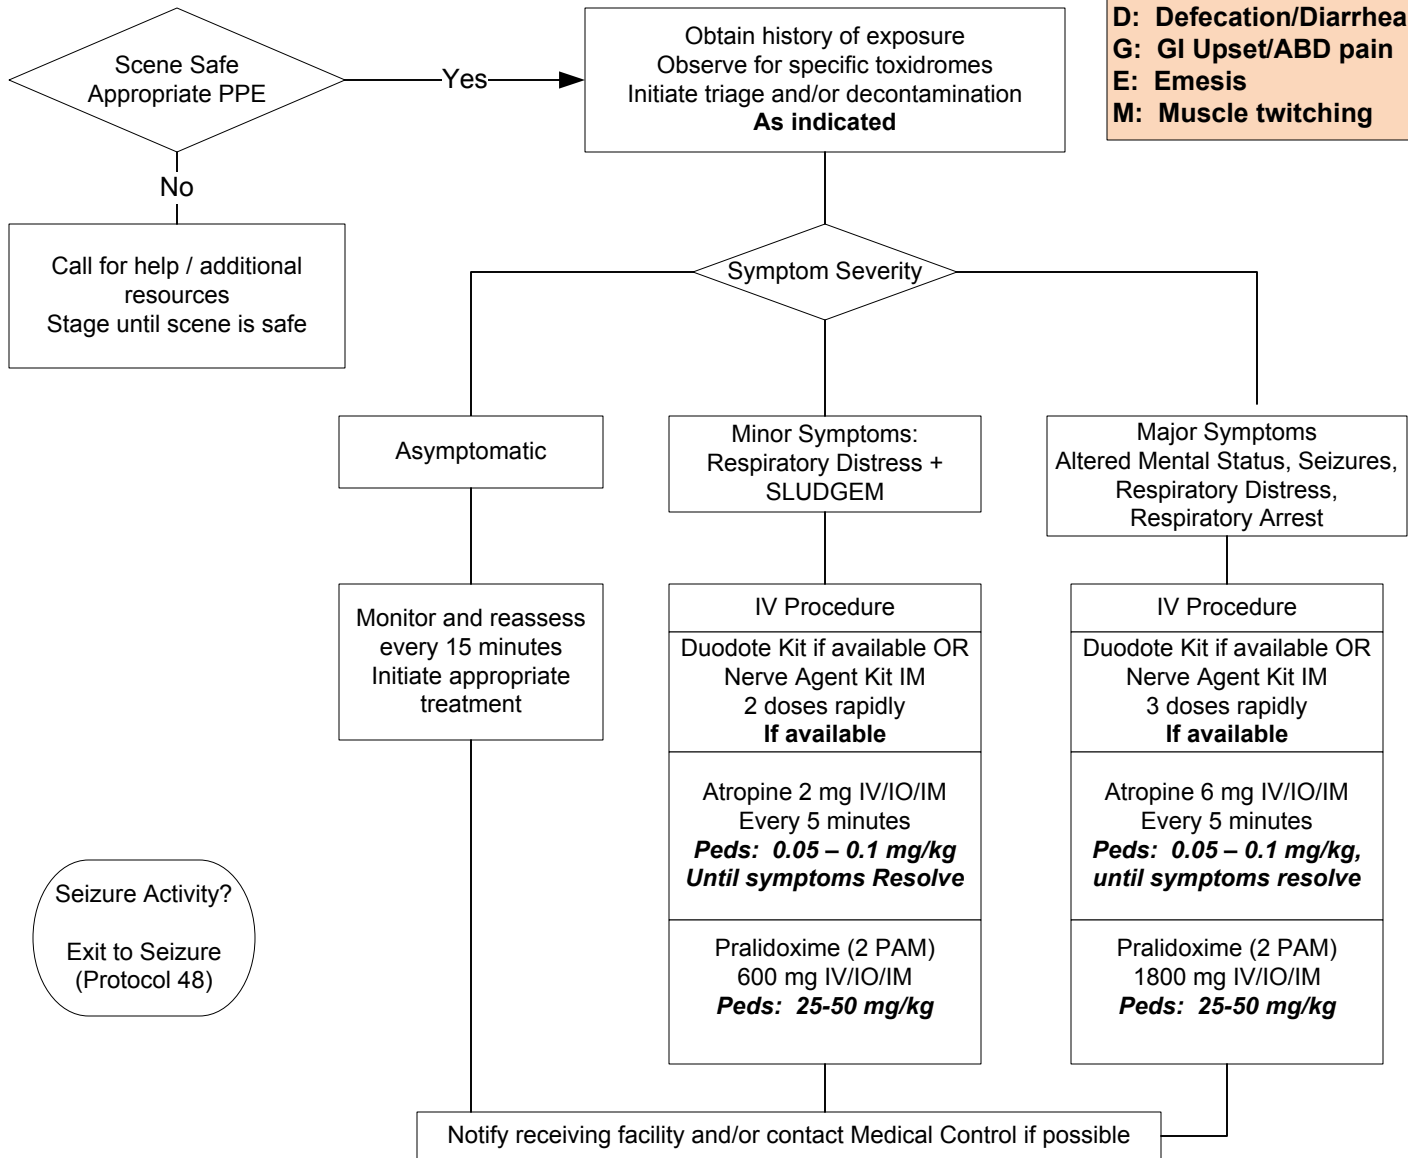 Scene Safe
Appropriate PPE
Yes
Obtain history of exposure
Observe for specific toxidromes
Initiate triage and/or decontamination
As indicated
D: Defecation/Diarrhea
G: GI Upset/ABD pain
E: Emesis
M: Muscle twitching
No
Call for help / additional
resources
Stage until scene is safe
Symptom Severity
Asymptomatic
Minor Symptoms:
Respiratory Distress +
SLUDGEM
Major Symptoms
Altered Mental Status, Seizures,
Respiratory Distress,
Respiratory Arrest
Monitor and reassess
every 15 minutes
Initiate appropriate
treatment
IV Procedure
Duodote Kit if available OR
Nerve Agent Kit IM
2 doses rapidly
If available
Atropine 2 mg IV/IO/IM
Every 5 minutes
Peds: 0.05 – 0.1 mg/kg
Until symptoms Resolve
Pralidoxime (2 PAM)
600 mg IV/IO/IM
Peds: 25-50 mg/kg
IV Procedure
Duodote Kit if available OR
Nerve Agent Kit IM
3 doses rapidly
If available
Atropine 6 mg IV/IO/IM
Every 5 minutes
Peds: 0.05 – 0.1 mg/kg,
until symptoms resolve
Pralidoxime (2 PAM)
1800 mg IV/IO/IM
Peds: 25-50 mg/kg
Seizure Activity?
Exit to Seizure
(Protocol 48)
Notify receiving facility and/or contact Medical Control if possible